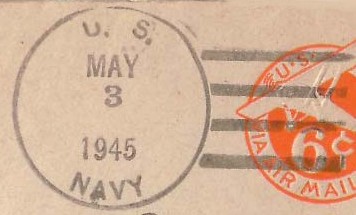 U. S.
MAY
3
1945
NAVY
U.S.
6¢
VIA AIR MAIL